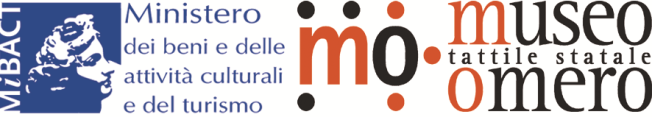 MiBACT
Ministero
dei beni e delle
attività culturali
e del turismo
mo
museo
tattile statale
omero